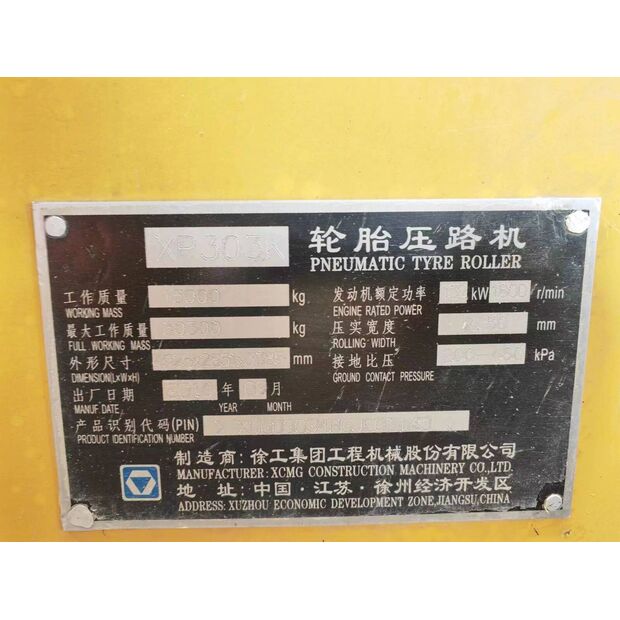 轮胎压路机
PNEUMATIC TYRE ROLLER
工作质量 kg
WORKING MASS
最大工作质量 kg
FULL WORKING MASS
外形尺寸 mm
DIMENSION(L×W×H)
出厂日期 年 月
MANUF.DATE YEAR MONTH
发动机额定功率 kW r/min
ENGINE RATED POWER
压实宽度 mm
ROLLING WIDTH
接地比压 kPa
GROUND CONTACT PRESSURE
产品识别代码(PIN)
PRODUCT IDENTIFICATION NUMBER
制造商:徐工集团工程机械股份有限公司
MANUFACTURER: XCMG CONSTRUCTION MACHINERY CO.,LTD.
地 址:中国·江苏·徐州经济开发区
ADDRESS: XUZHOU ECONOMIC DEVELOPMENT ZONE,JIANGSU,CHINA